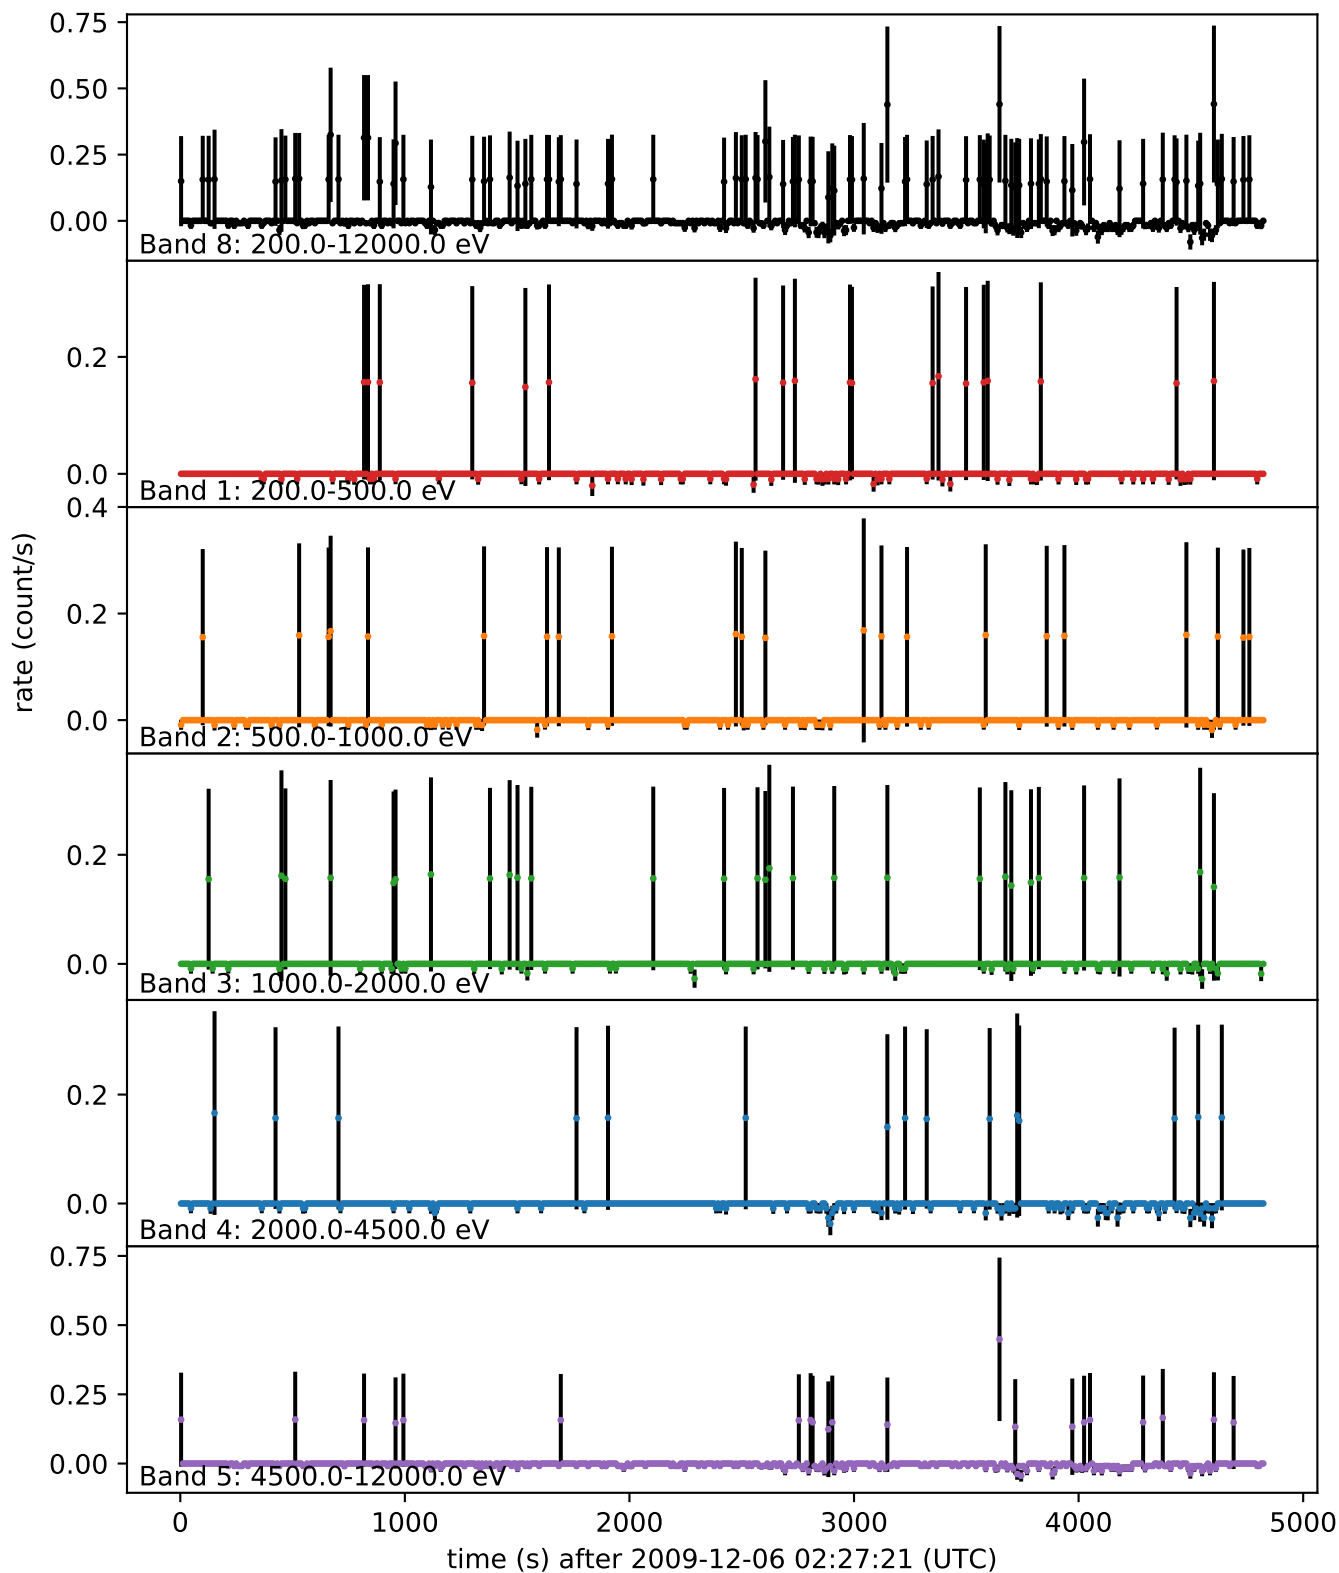 0.75
0.50
0.25
0.00
Band 8: 200.0-12000.0 eV
0.2
0.0
Band 1: 200.0-500.0 eV
0.4
0.2
0.0
Band 2: 500.0-1000.0 eV
rate (count/s)
0.2
0.0
Band 3: 1000.0-2000.0 eV
0.2
0.0
Band 4: 2000.0-4500.0 eV
0.75
0.50
0.25
0.00
Band 5: 4500.0-12000.0 eV
0 1000 2000 3000 4000 5000
time (s) after 2009-12-06 02:27:21 (UTC)